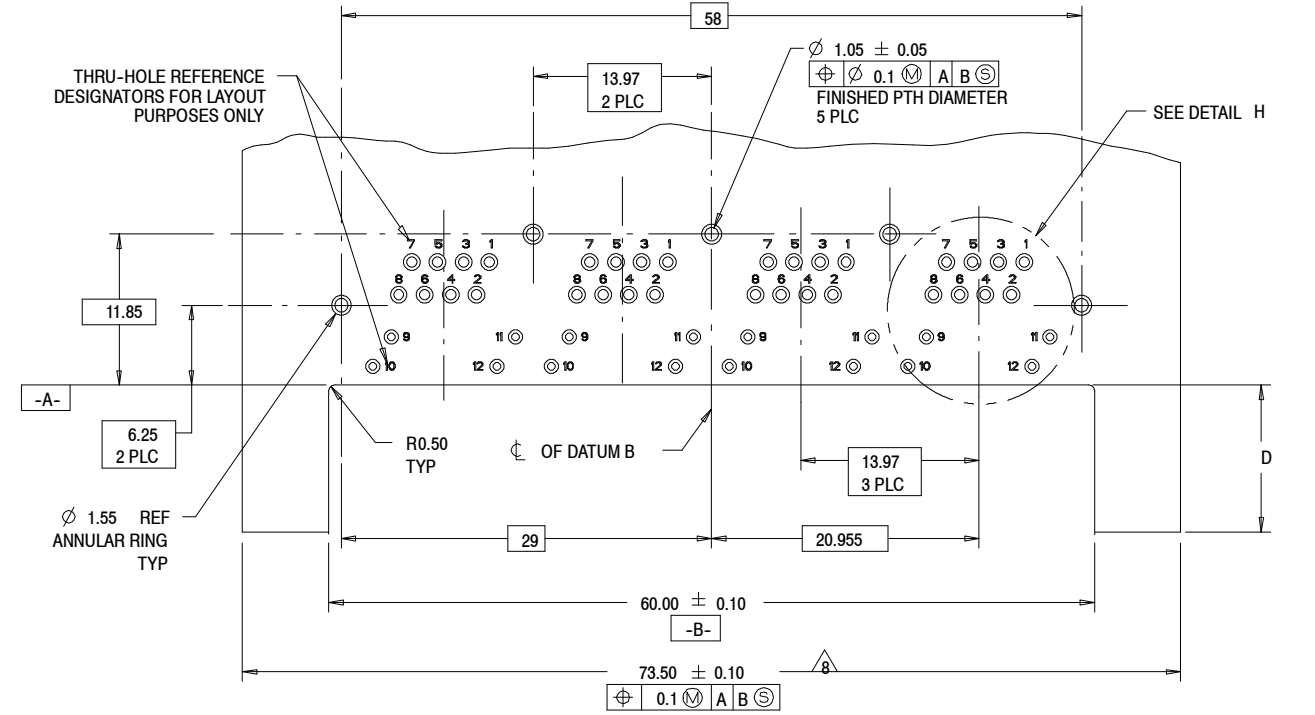 58
THRU-HOLE REFERENCE
DESIGNATORS FOR LAYOUT
PURPOSES ONLY
13.97
2 PLC
⌀ 1.05 ± 0.05
⌖ ⌀ 0.1 Ⓜ A B Ⓢ
FINISHED PTH DIAMETER
5 PLC
SEE DETAIL H
7 5 3 1 7 5 3 1 7 5 3 1 7 5 3 1
8 6 4 2 8 6 4 2 8 6 4 2 8 6 4 2
11.85
9 11 9 11 9 11 9 11
10 12 10 12 10 12 10 12
-A-
6.25
2 PLC
R0.50
TYP
℄ OF DATUM B
13.97
3 PLC
D
⌀ 1.55 REF
ANNULAR RING
TYP
29
20.955
60.00 ± 0.10
-B-
8
73.50 ± 0.10
⌖ 0.1 Ⓜ A B Ⓢ